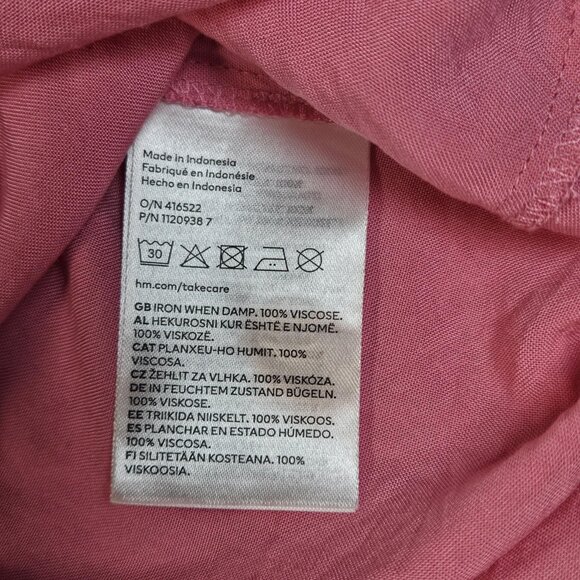 Made in Indonesia
Fabriqué en Indonésie
Hecho en Indonesia
O/N 416522
P/N 1120938 7
30
hm.com/takecare
GB IRON WHEN DAMP. 100% VISCOSE.
AL HEKUROSNI KUR ËSHTË E NJOMË.
100% VISKOZË.
CAT PLANXEU-HO HUMIT. 100%
VISCOSA.
CZ ŽEHLIT ZA VLHKA. 100% VISKÓZA.
DE IN FEUCHTEM ZUSTAND BÜGELN.
100% VISKOSE.
EE TRIIKIDA NIISKELT. 100% VISKOOS.
ES PLANCHAR EN ESTADO HÚMEDO.
100% VISCOSA.
FI SILITETÄÄN KOSTEANA. 100%
VISKOOSIA.